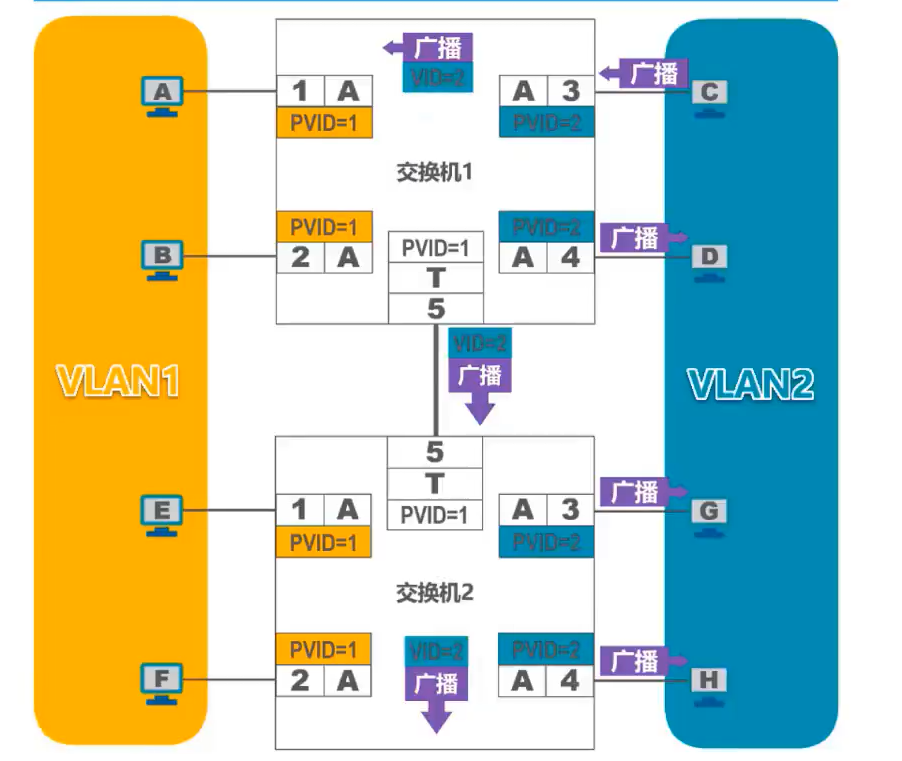 广播
VID=2
广播
A
1 A
PVID=1
A 3
PVID=2
C
交换机1
B
PVID=1
2 A
PVID=1
T
5
PVID=2
A 4
广播
D
VID=2
广播
VLAN1
VLAN2
5
T
PVID=1
E
1 A
PVID=1
A 3
PVID=2
广播
G
交换机2
F
PVID=1
2 A
VID=2
广播
PVID=2
A 4
广播
H